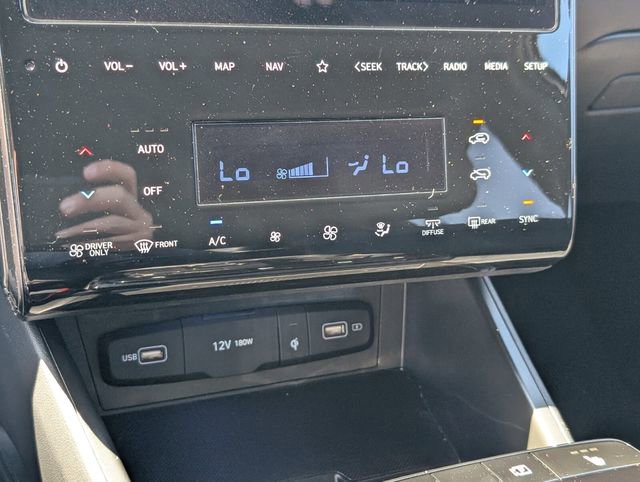 VOL- VOL+ MAP NAV <SEEK TRACK> RADIO MEDIA SETUP
AUTO
Lo Lo
OFF
DRIVER ONLY FRONT A/C DIFFUSE REAR SYNC
USB 12V 180W